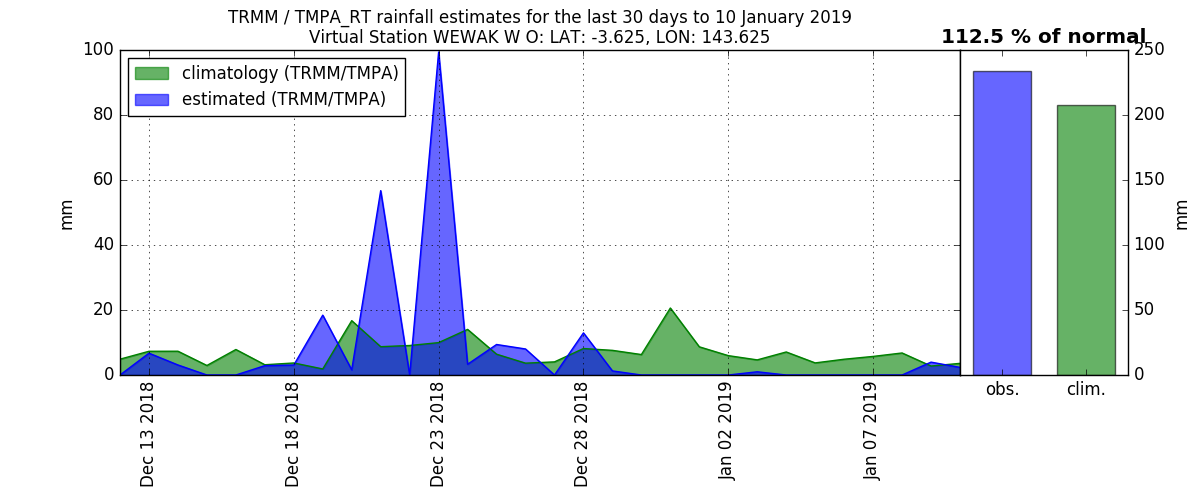 TRMM / TMPA_RT rainfall estimates for the last 30 days to 10 January 2019
Virtual Station WEWAK W O: LAT: -3.625, LON: 143.625
112.5 % of normal
climatology (TRMM/TMPA)
estimated (TRMM/TMPA)
100
80
60
40
20
0
mm
Dec 13 2018
Dec 18 2018
Dec 23 2018
Dec 28 2018
Jan 02 2019
Jan 07 2019
250
200
150
100
50
0
mm
obs.
clim.